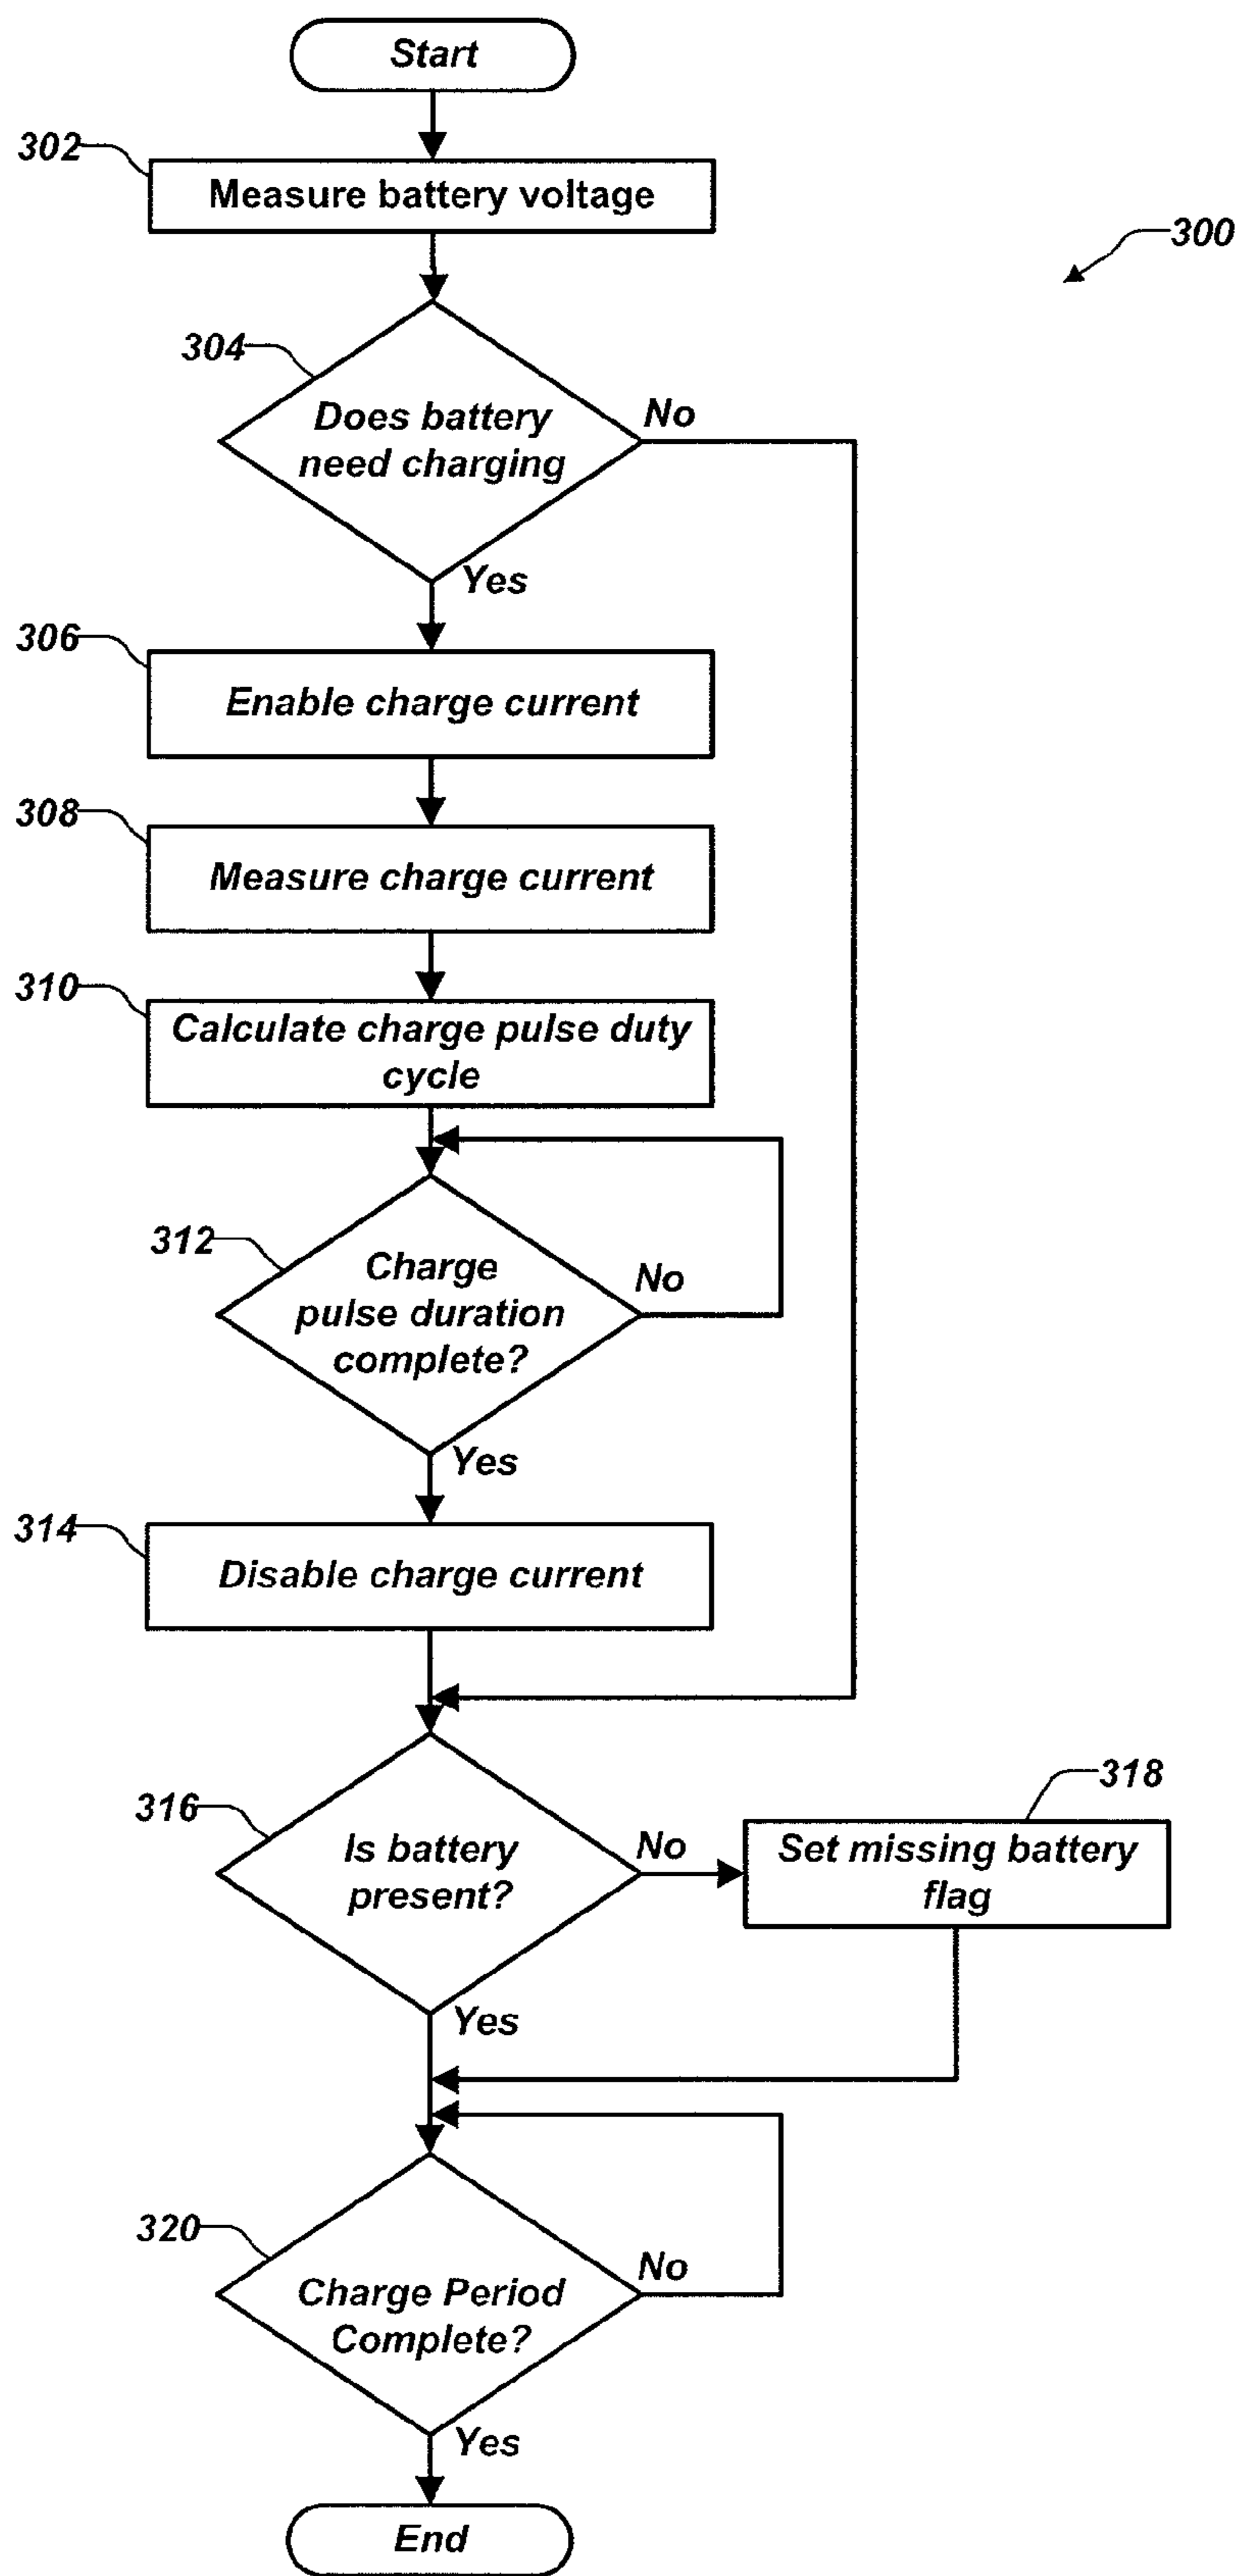 Start
302
Measure battery voltage
300
304
Does battery
need charging
No
Yes
306
Enable charge current
308
Measure charge current
310
Calculate charge pulse duty
cycle
312
Charge
pulse duration
complete?
No
Yes
314
Disable charge current
316
Is battery
present?
No
318
Set missing battery
flag
Yes
320
Charge Period
Complete?
No
Yes
End